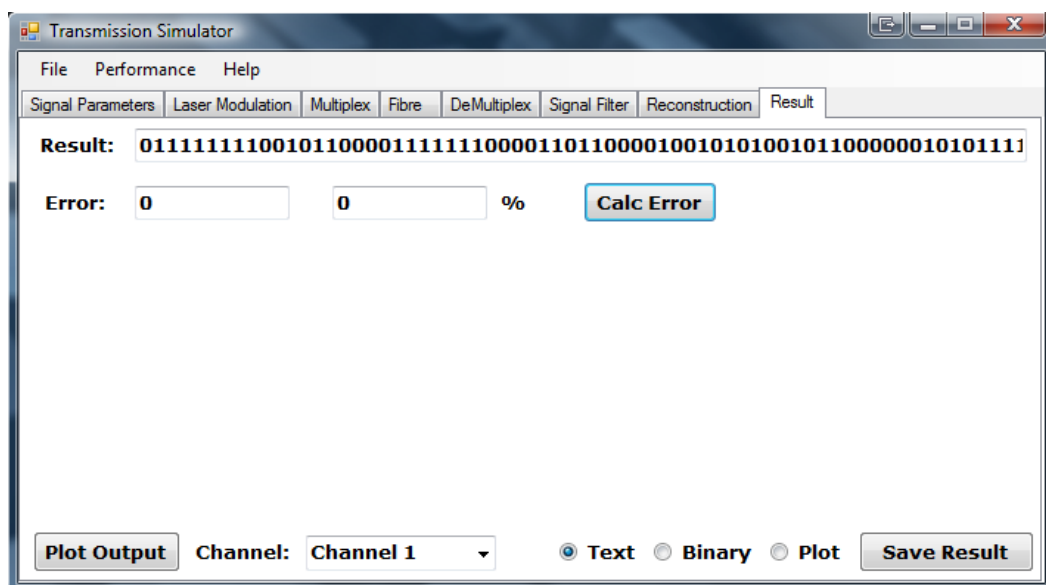 Transmission Simulator
File Performance Help
Signal Parameters Laser Modulation Multiplex Fibre DeMultiplex Signal Filter Reconstruction Result
Result: 01111111110010110000111111100001101100001001010100101100000010101111
Error: 0 0 % Calc Error
Plot Output Channel: Channel 1 Text Binary Plot Save Result